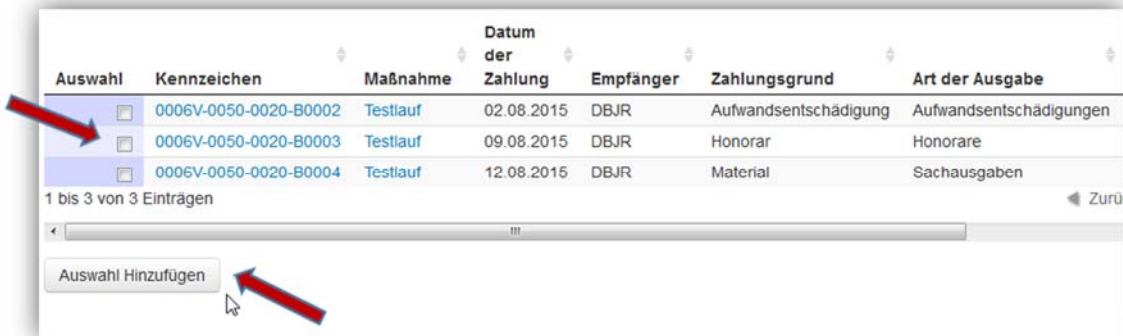 Auswahl Kennzeichen Maßnahme Datum der Zahlung Empfänger Zahlungsgrund Art der Ausgabe
0006V-0050-0020-B0002 Testlauf 02.08.2015 DBJR Aufwandsentschädigung Aufwandsentschädigungen
0006V-0050-0020-B0003 Testlauf 09.08.2015 DBJR Honorar Honorare
0006V-0050-0020-B0004 Testlauf 12.08.2015 DBJR Material Sachausgaben
1 bis 3 von 3 Einträgen Zurü
Auswahl Hinzufügen